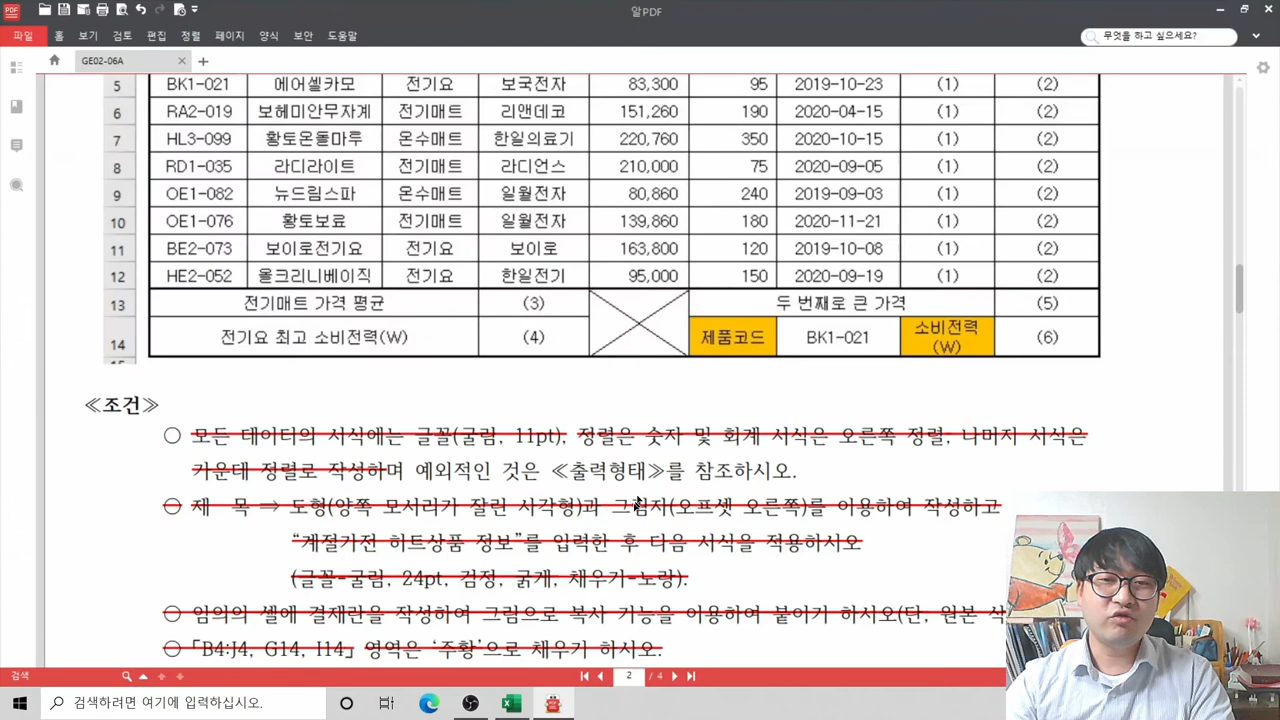 알PDF
파일 홈 보기 검토 편집 정렬 페이지 양식 보안 도움말 무엇을 하고 싶으세요?
GE02-06A
5 BK1-021 에어셀카모 전기요 보국전자 83,300 95 2019-10-23 (1) (2)
6 RA2-019 보헤미안무자계 전기매트 리앤데코 151,260 190 2020-04-15 (1) (2)
7 HL3-099 황토온돌마루 온수매트 한일의료기 220,760 350 2020-10-15 (1) (2)
8 RD1-035 라디라이트 전기매트 라디언스 210,000 75 2020-09-05 (1) (2)
9 OE1-082 뉴드림스파 온수매트 일월전자 80,860 240 2019-09-03 (1) (2)
10 OE1-076 황토보료 전기매트 일월전자 139,860 180 2020-11-21 (1) (2)
11 BE2-073 보이로전기요 전기요 보이로 163,800 120 2019-10-08 (1) (2)
12 HE2-052 올크리니베이직 전기요 한일전기 95,000 150 2020-09-19 (1) (2)
13 전기매트 가격 평균 (3) 두 번째로 큰 가격 (5)
14 전기요 최고 소비전력(W) (4) 제품코드 BK1-021 소비전력
(W) (6)
≪조건≫
○ 모든 데이터의 서식에는 글꼴(굴림, 11pt), 정렬은 숫자 및 회계 서식은 오른쪽 정렬, 나머지 서식은
가운데 정렬로 작성하며 예외적인 것은 ≪출력형태≫를 참조하시오.
○ 제 목 ⇒ 도형(양쪽 모서리가 잘린 사각형)과 그림자(오프셋 오른쪽)를 이용하여 작성하고
“계절가전 히트상품 정보”를 입력한 후 다음 서식을 적용하시오
(글꼴-굴림, 24pt, 검정, 굵게, 채우기-노랑).
○ 임의의 셀에 결재란을 작성하여 그림으로 복사 기능을 이용하여 붙이기 하시오(단, 원본 삭
○ 「B4:J4, G14, I14」 영역은 ‘주황’으로 채우기 하시오.
검색 2 / 4
검색하려면 여기에 입력하십시오.